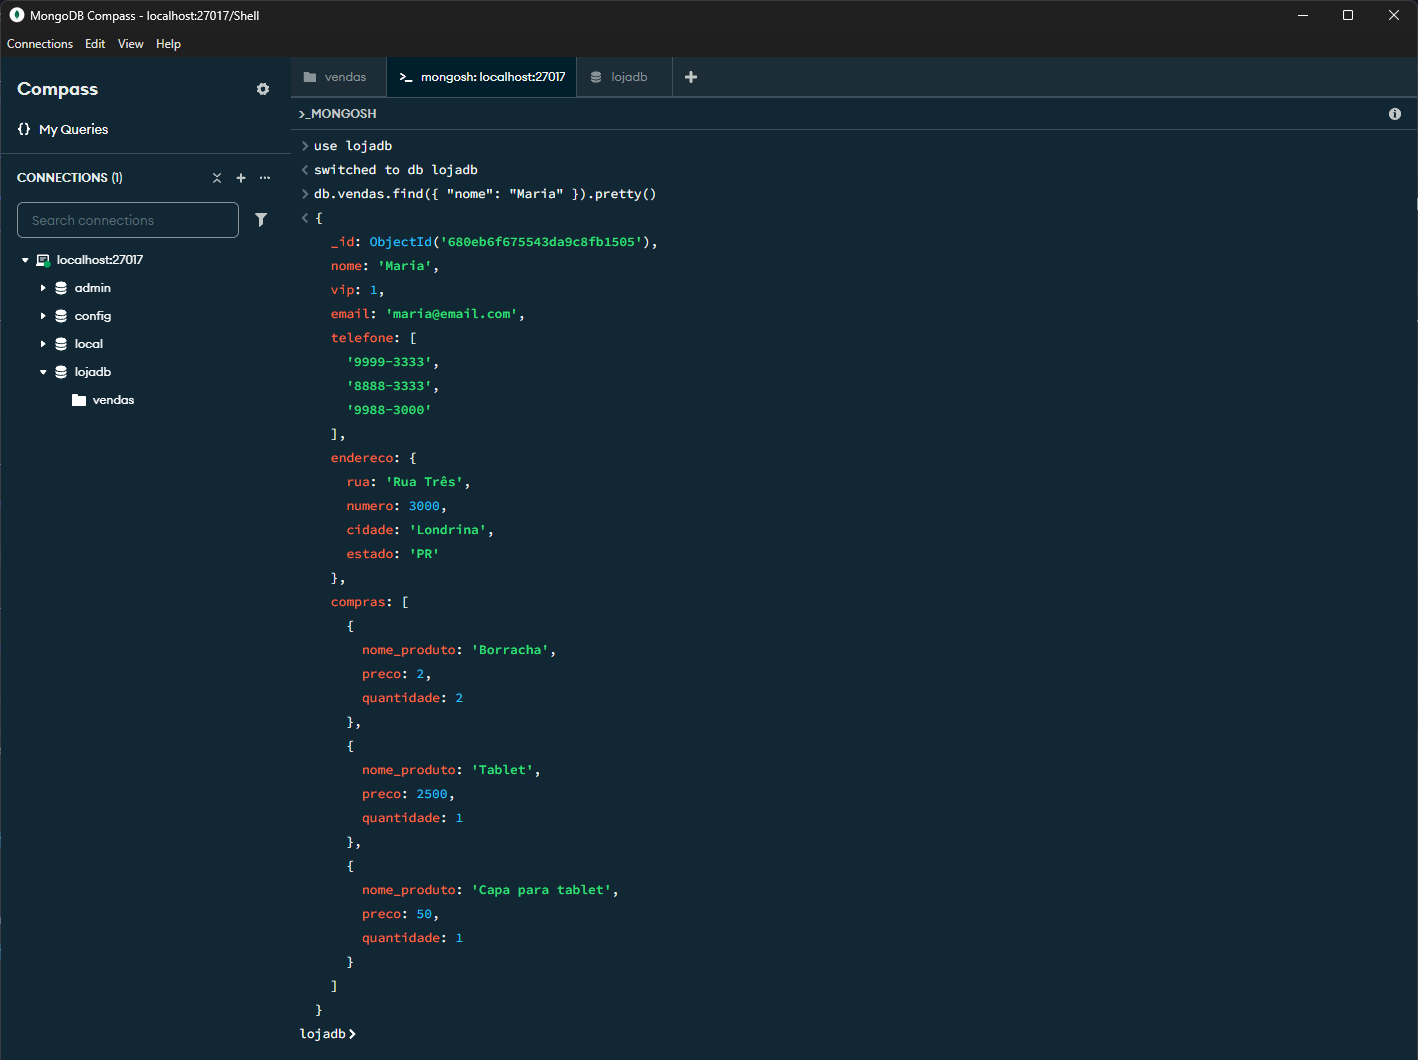 MongoDB Compass - localhost:27017/Shell
Connections Edit View Help
Compass
{} My Queries
CONNECTIONS (1)
Search connections
localhost:27017
admin
config
local
lojadb
vendas
vendas >_ mongosh: localhost:27017 lojadb +
>_MONGOSH
> use lojadb
< switched to db lojadb
> db.vendas.find({ "nome": "Maria" }).pretty()
< {
_id: ObjectId('680eb6f675543da9c8fb1505'),
nome: 'Maria',
vip: 1,
email: 'maria@email.com',
telefone: [
'9999-3333',
'8888-3333',
'9988-3000'
],
endereco: {
rua: 'Rua Três',
numero: 3000,
cidade: 'Londrina',
estado: 'PR'
},
compras: [
{
nome_produto: 'Borracha',
preco: 2,
quantidade: 2
},
{
nome_produto: 'Tablet',
preco: 2500,
quantidade: 1
},
{
nome_produto: 'Capa para tablet',
preco: 50,
quantidade: 1
}
]
}
lojadb>